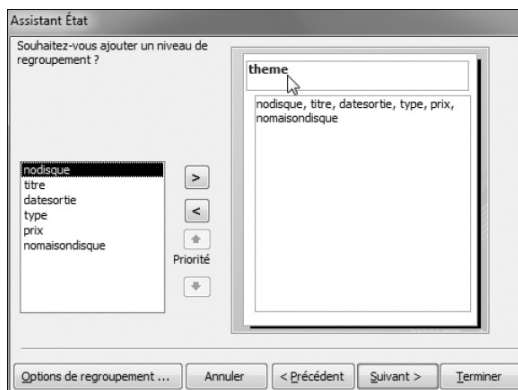 Assistant État
Souhaitez-vous ajouter un niveau de
regroupement ?
theme
nodisque, titre, datesortie, type, prix,
nomaisondisque
nodisque
titre
datesortie
type
prix
nomaisondisque
>
<
Priorité
Options de regroupement ...
Annuler
< Précédent
Suivant >
Terminer